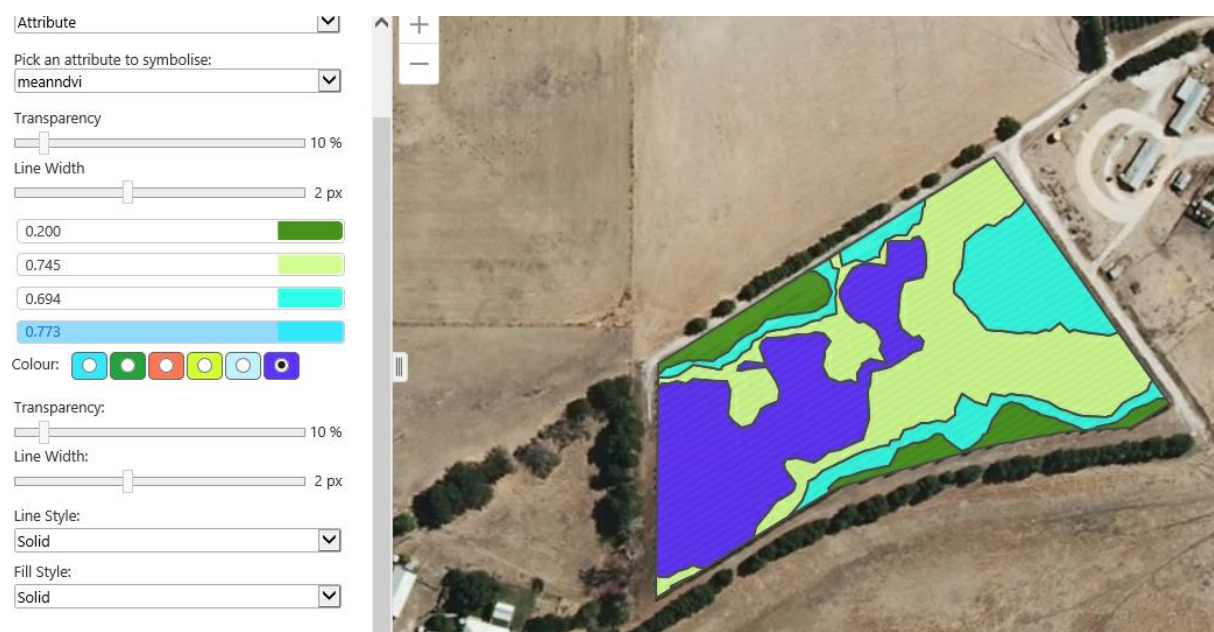 Attribute
Pick an attribute to symbolise:
meanndvi
Transparency
10 %
Line Width
2 px
0.200
0.745
0.694
0.773
Colour:
Transparency:
10 %
Line Width:
2 px
Line Style:
Solid
Fill Style:
Solid